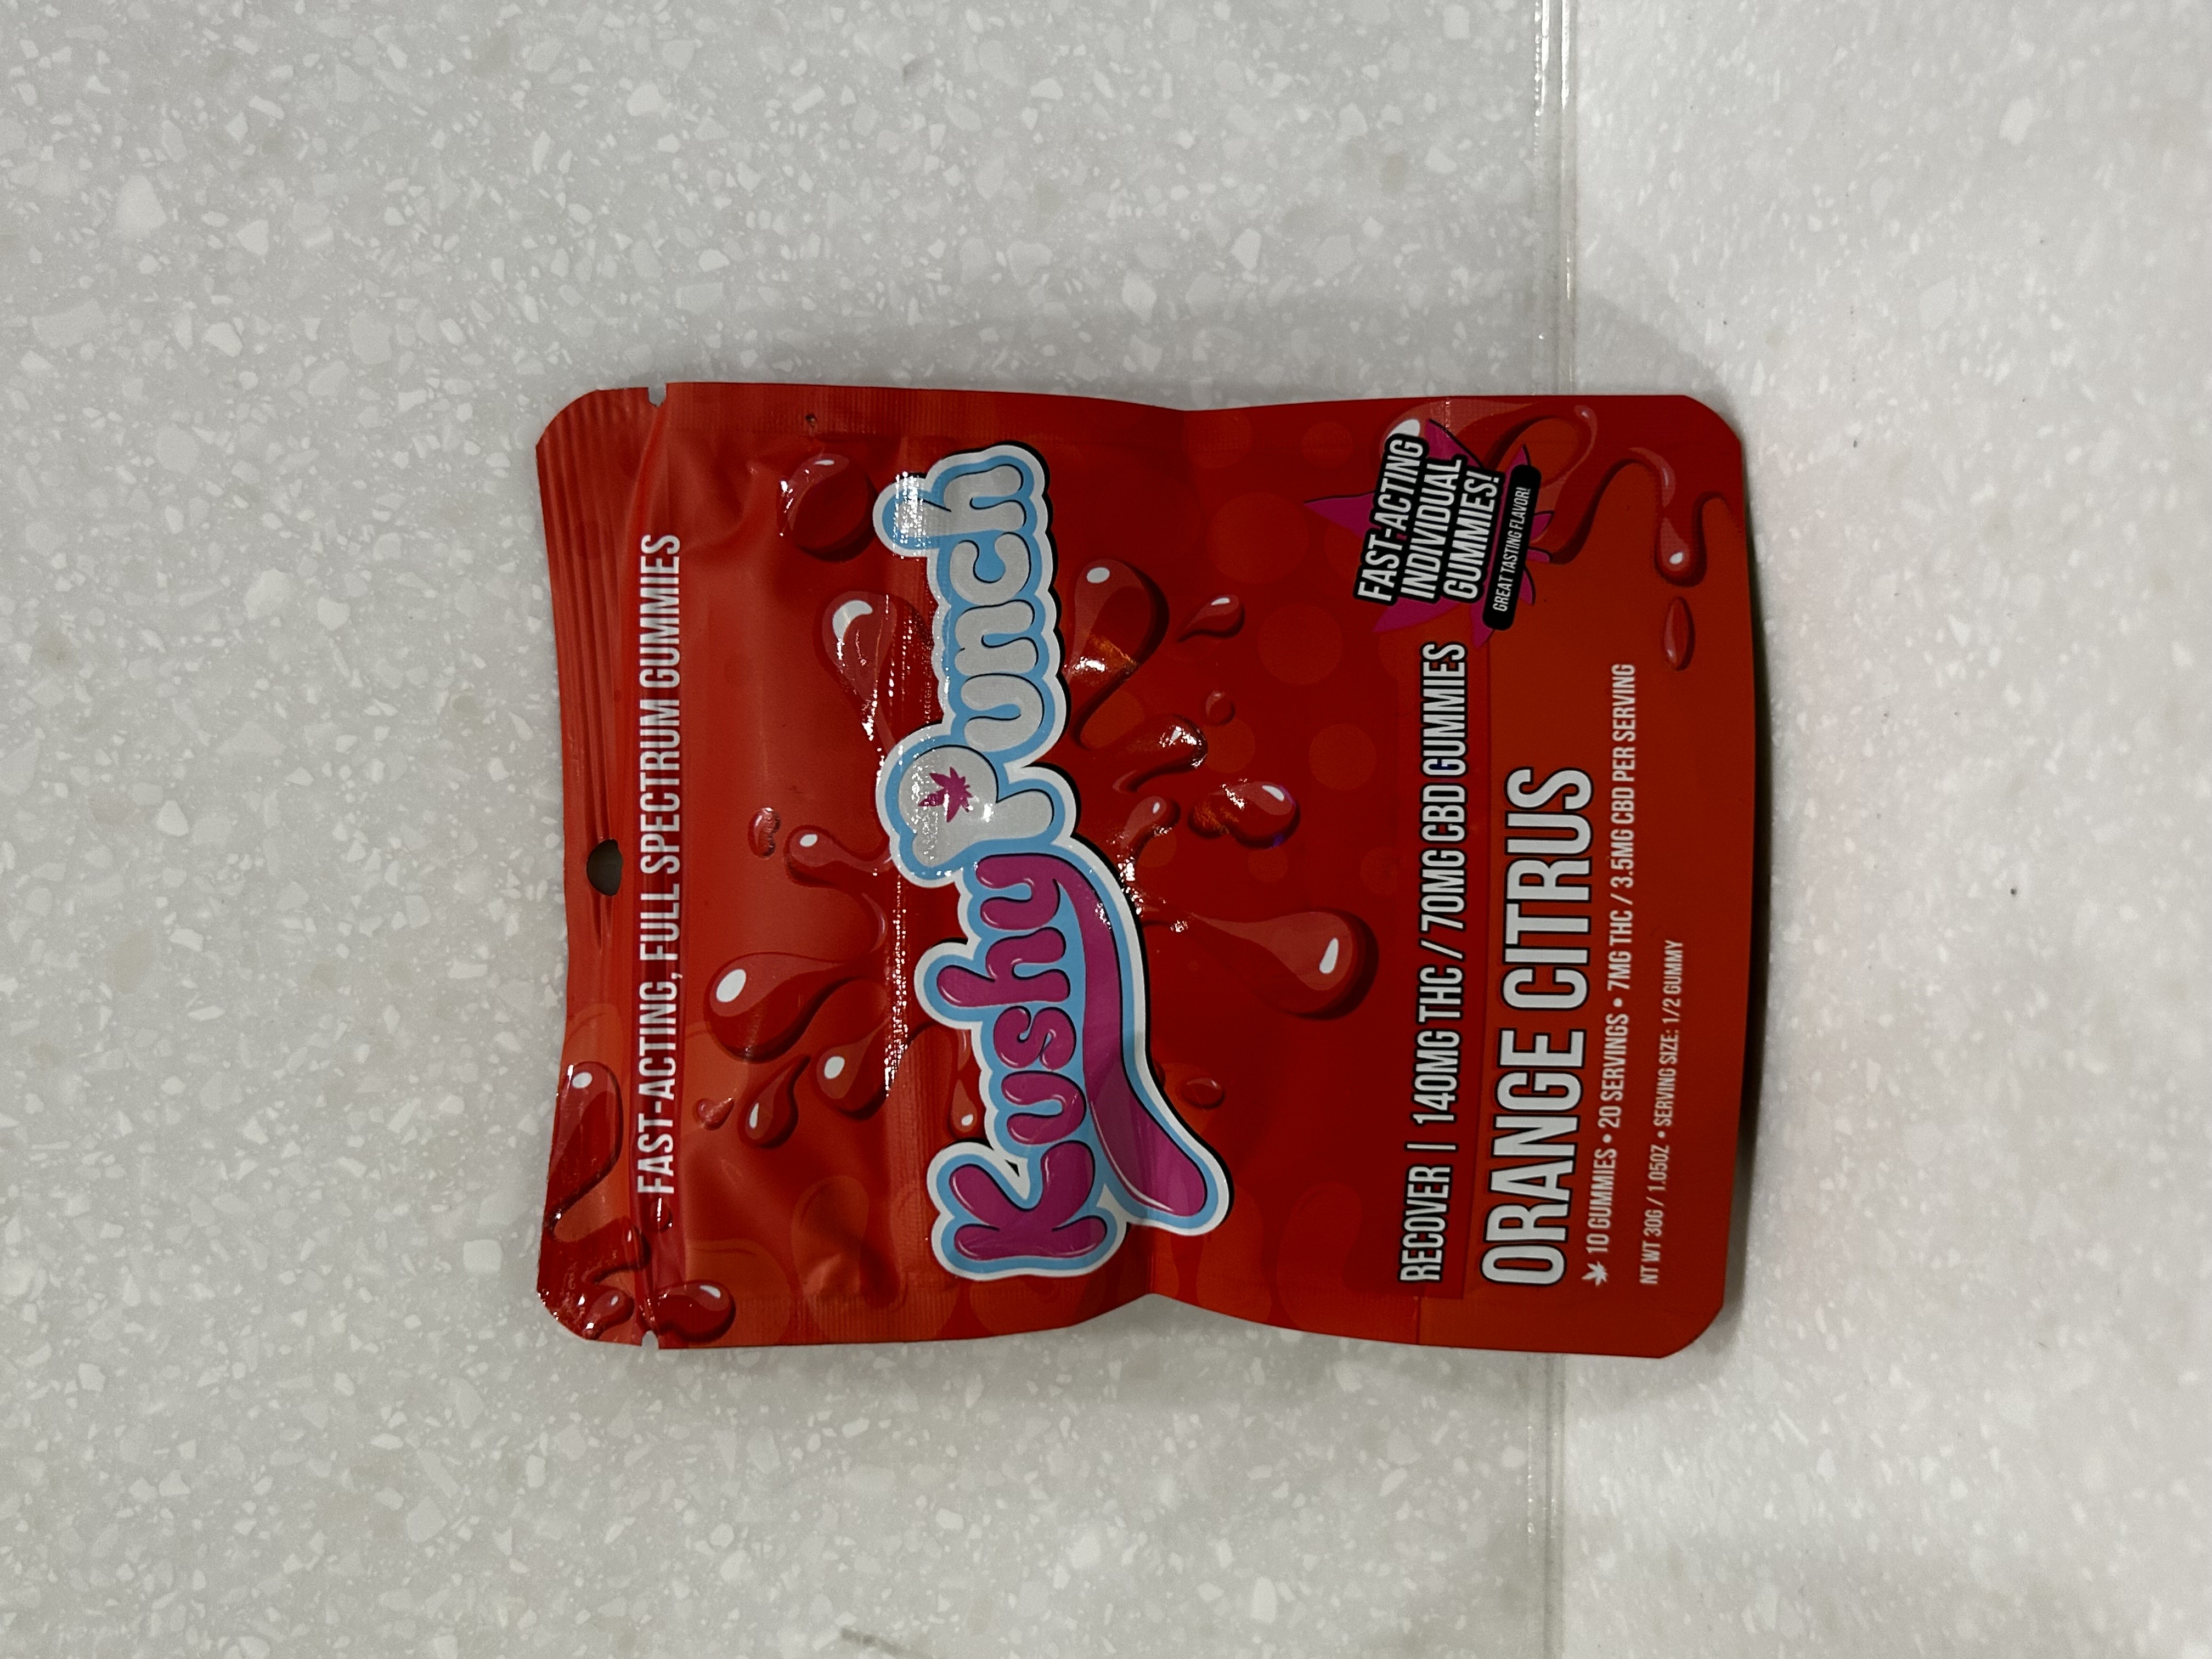 FAST-ACTING, FULL SPECTRUM GUMMIES
Kushy Punch
FAST-ACTING
INDIVIDUAL
GUMMIES!
GREAT TASTING FLAVOR!
RECOVER | 140MG THC / 70MG CBD GUMMIES
ORANGE CITRUS
10 GUMMIES • 20 SERVINGS • 7MG THC / 3.5MG CBD PER SERVING
NT WT 30G / 1.05OZ • SERVING SIZE: 1/2 GUMMY